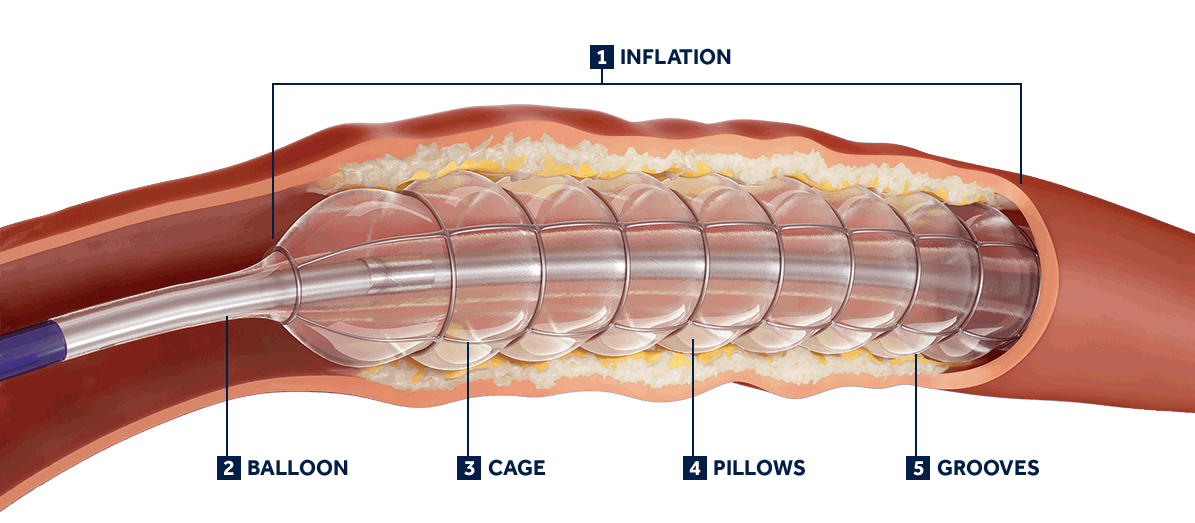 1 INFLATION
2 BALLOON
3 CAGE
4 PILLOWS
5 GROOVES